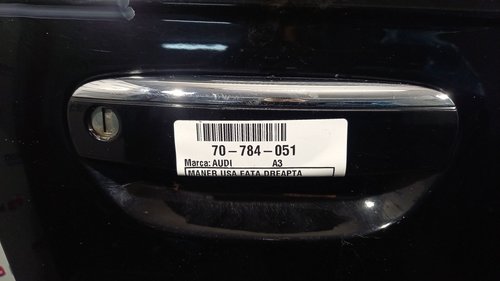 70-784-051
Marca: AUDI A3
MANER USA FATA DREAPTA